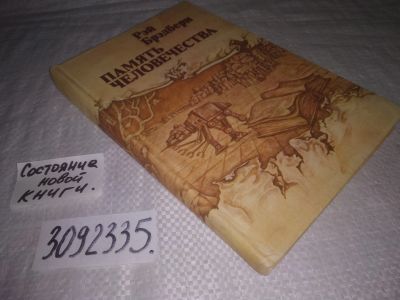 Рэй
Брэдбери
ПАМЯТЬ
ЧЕЛОВЕЧЕСТВА
Состояние
новой
книги.
3092335.